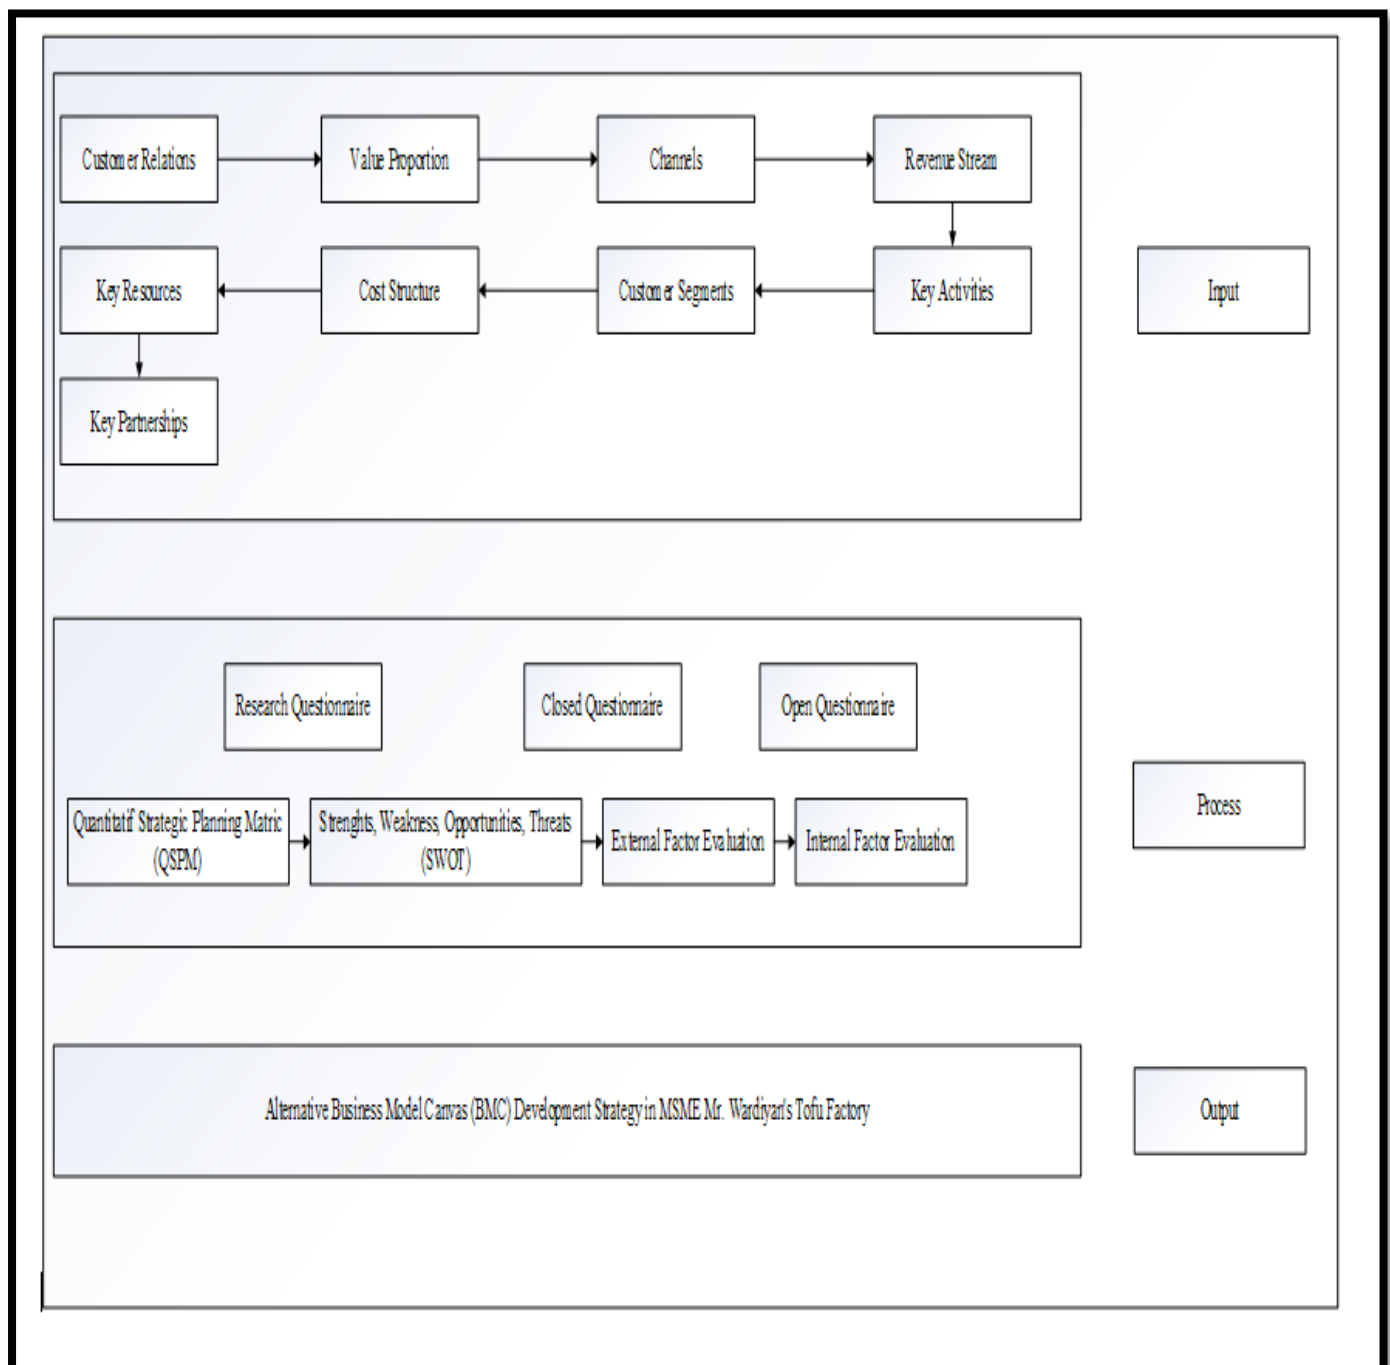 Customer Relations
Value Proportion
Channels
Revenue Stream
Key Resources
Cost Structure
Customer Segments
Key Activities
Input
Key Partnerships
Research Questionnaire
Closed Questionnaire
Open Questionnaire
Quantitatif Strategic Planning Matric
(QSPM)
Strenghts, Weakness, Opportunities, Threats
(SWOT)
External Factor Evaluation
Internal Factor Evaluation
Process
Alternative Business Model Canvas (BMC) Development Strategy in MSME Mr. Wardiyan's Tofu Factory
Output